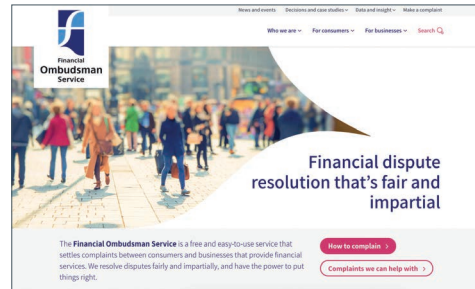 News and events Decisions and case studies Data and insight Make a complaint
Who we are For consumers For businesses Search
Financial
Ombudsman
Service
Financial dispute
resolution that's fair and
impartial
The Financial Ombudsman Service is a free and easy-to-use service that
settles complaints between consumers and businesses that provide financial
services. We resolve disputes fairly and impartially, and have the power to put
things right.
How to complain >
Complaints we can help with >